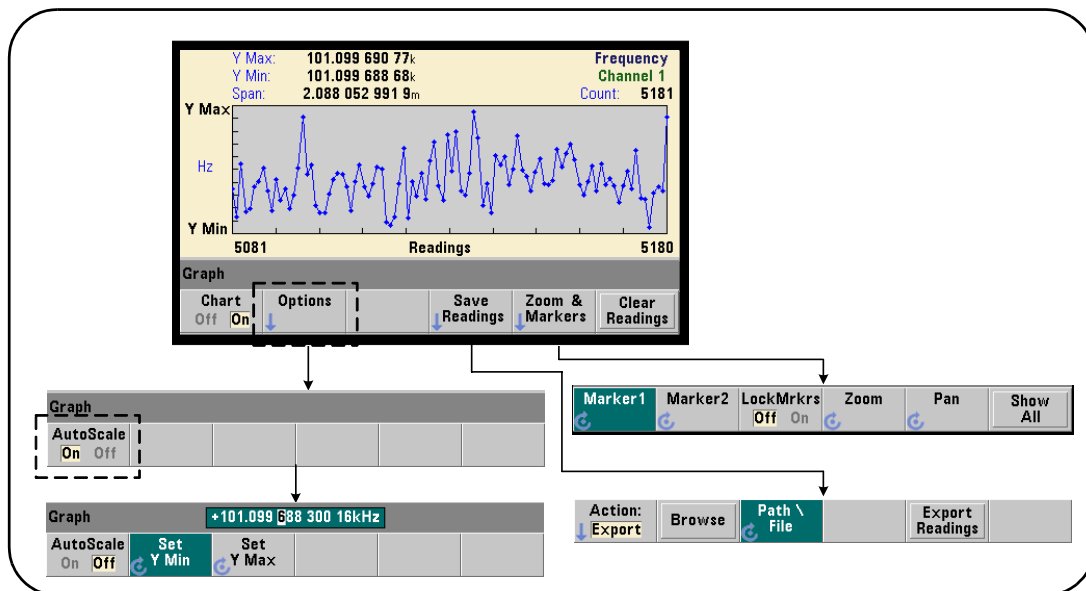 Y Max: 101.099 690 77k Frequency
Y Min: 101.099 688 68k Channel 1
Span: 2.088 052 991 9m Count: 5181
Y Max
Hz
Y Min
5081 Readings 5180
Graph
Chart Options Save Zoom & Clear
Off On Readings Markers Readings
Graph
AutoScale
On Off
Marker1 Marker2 LockMrkrs Zoom Pan Show
Off On All
Graph +101.099 688 300 16kHz
AutoScale Set Set
On Off Y Min Y Max
Action: Browse Path \ Export
Export File Readings